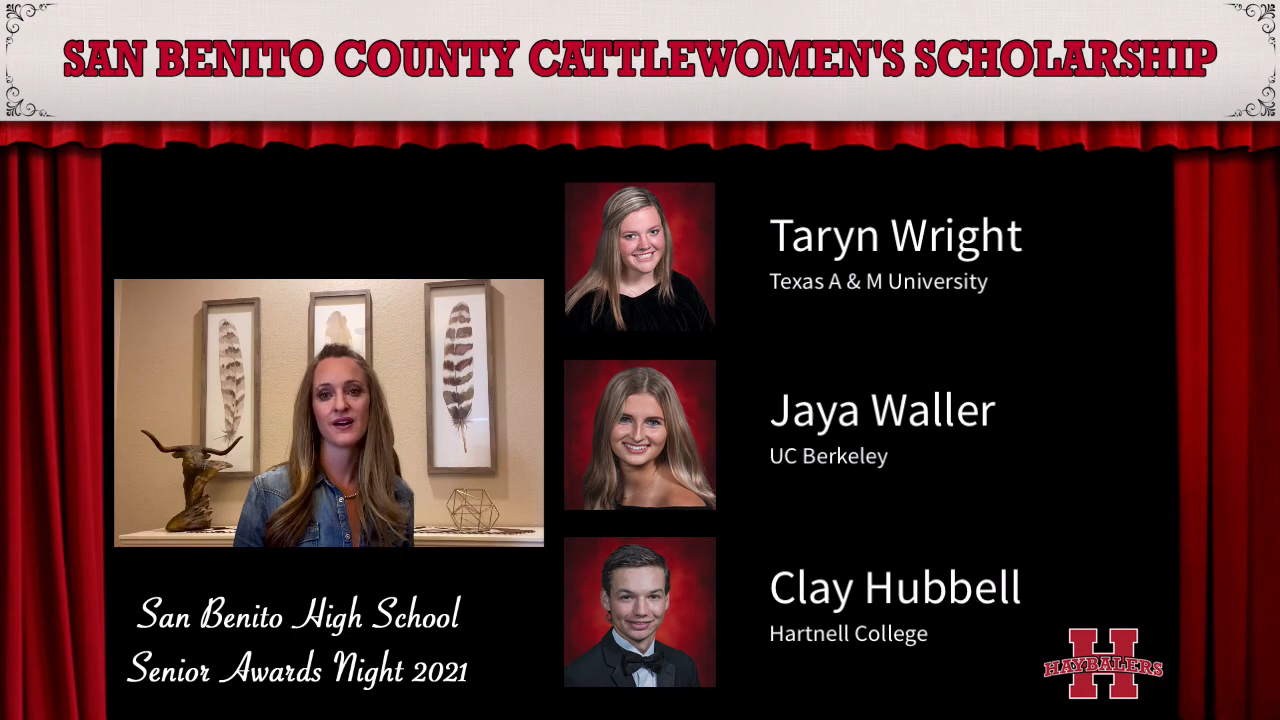 SAN BENITO COUNTY CATTLEWOMEN'S SCHOLARSHIP
Taryn Wright
Texas A & M University
Jaya Waller
UC Berkeley
Clay Hubbell
Hartnell College
San Benito High School
Senior Awards Night 2021
H
HAYBALERS